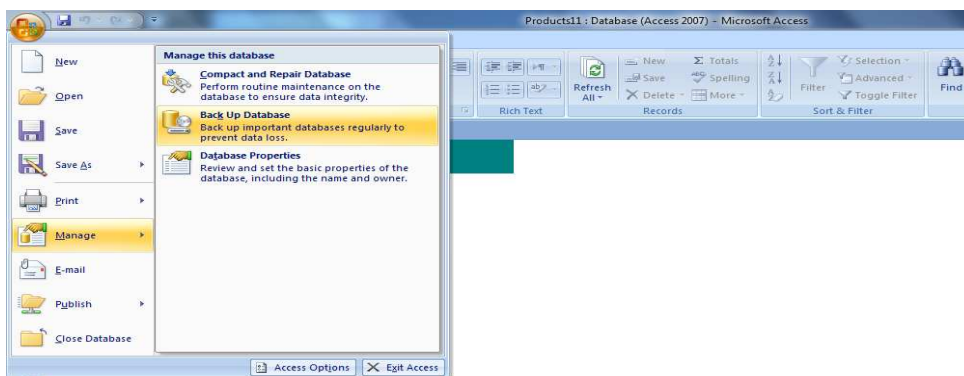 Products11 : Database (Access 2007) - Microsoft Access
New
Open
Save
Save As
Print
Manage
E-mail
Publish
Close Database
Manage this database
Compact and Repair Database
Perform routine maintenance on the
database to ensure data integrity.
Back Up Database
Back up important databases regularly to
prevent data loss.
Database Properties
Review and set the basic properties of the
database, including the name and owner.
Access Options
Exit Access
Rich Text
Refresh
All
New
Save
Delete
Totals
Spelling
More
Records
Filter
Selection
Advanced
Toggle Filter
Sort & Filter
Find